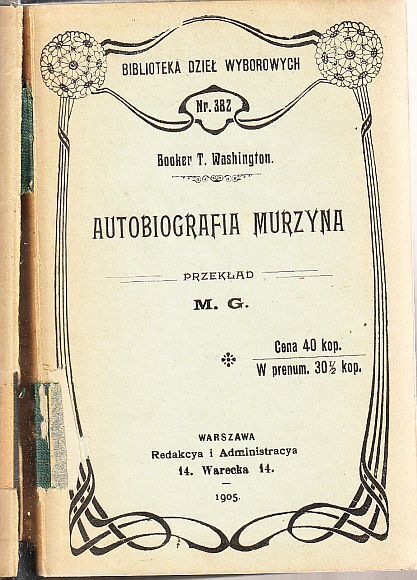 BIBLIOTEKA DZIEŁ WYBOROWYCH
Nr. 382
Booker T. Washington.
AUTOBIOGRAFIA MURZYNA
PRZEKŁAD
M. G.
Cena 40 kop.
W prenum. 30½ kop.
WARSZAWA
Redakcya i Administracya
14. Warecka 14.
1905.